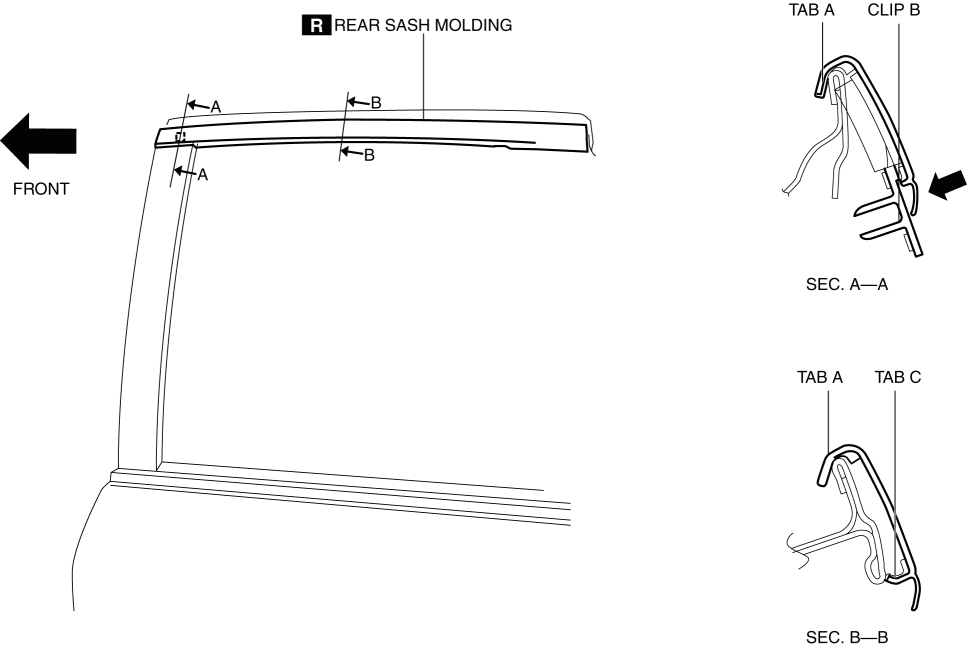 R REAR SASH MOLDING
A
B
B
A
FRONT
TAB A CLIP B
SEC. A—A
TAB A TAB C
SEC. B—B